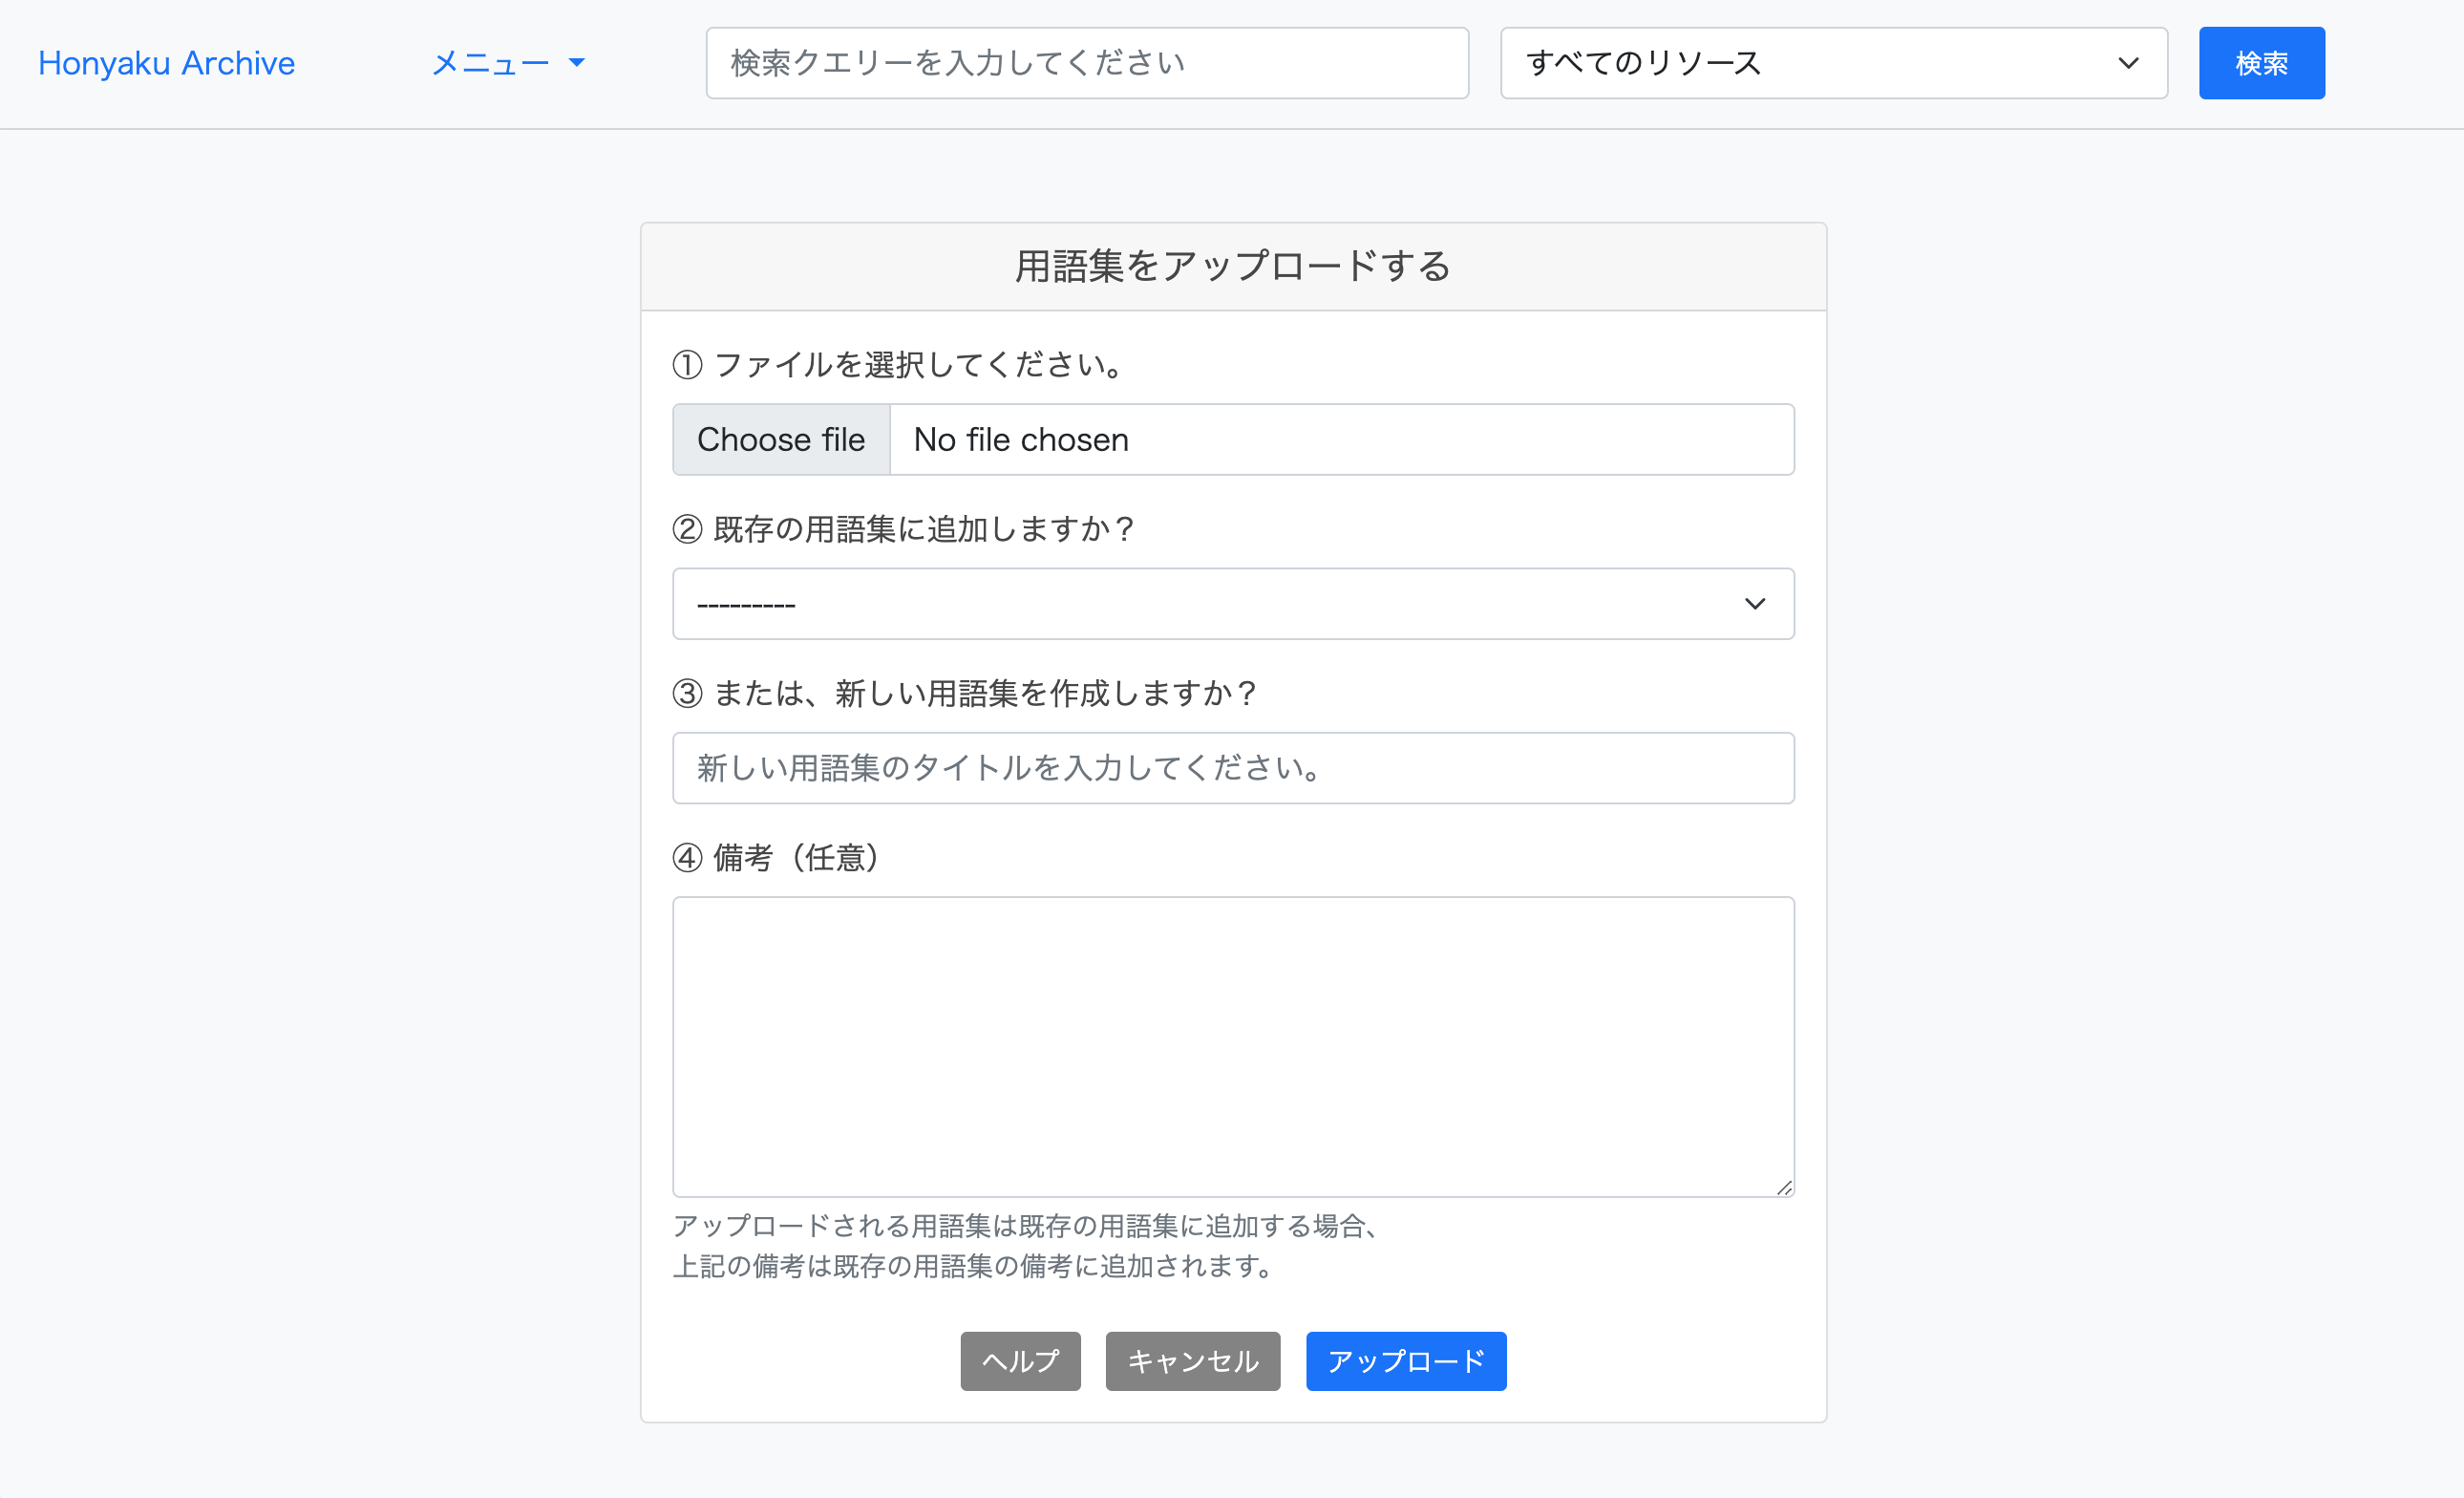 Honyaku Archive
メニュー
検索クエリーを入力してください
すべてのリソース
検索
用語集をアップロードする
① ファイルを選択してください。
Choose file No file chosen
② 既存の用語集に追加しますか？
---------
③ または、新しい用語集を作成しますか？
新しい用語集のタイトルを入力してください。
④ 備考（任意）
アップロードされる用語集は既存の用語集に追加する場合、
上記の備考は既存の用語集の備考に追加されます。
ヘルプ
キャンセル
アップロード